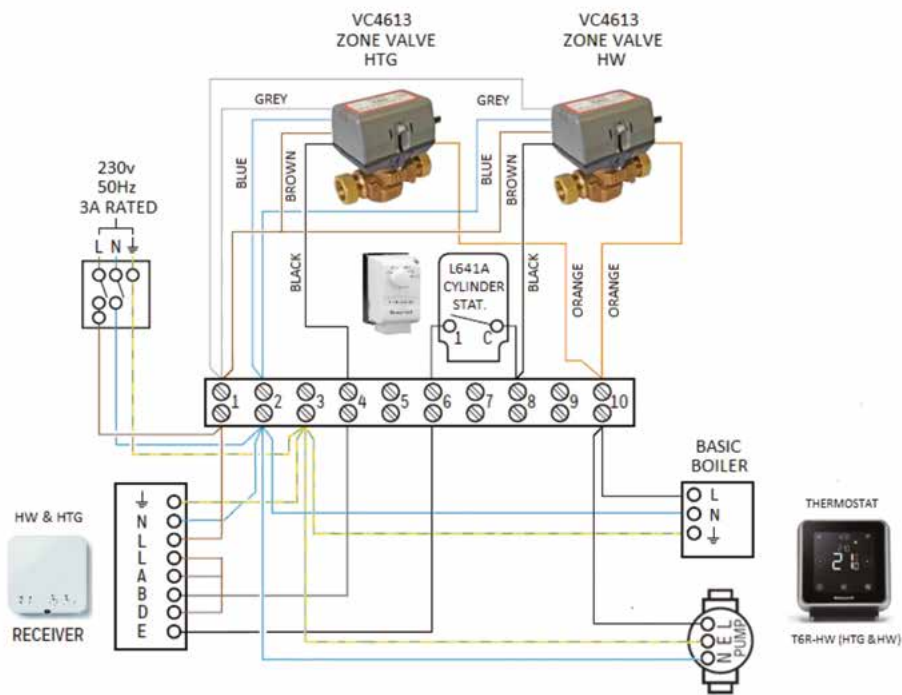 VC4613
ZONE VALVE
HTG
VC4613
ZONE VALVE
HW
GREY
GREY
BLUE
BROWN
BLUE
BROWN
230v
50Hz
3A RATED
L N
BLACK
L641A
CYLINDER
STAT.
1 C
BLACK
ORANGE
ORANGE
1 2 3 4 5 6 7 8 9 10
HW & HTG
RECEIVER
N
L
L
A
B
D
E
BASIC
BOILER
L
N
N E L
PUMP
THERMOSTAT
21
T6R-HW (HTG &HW)